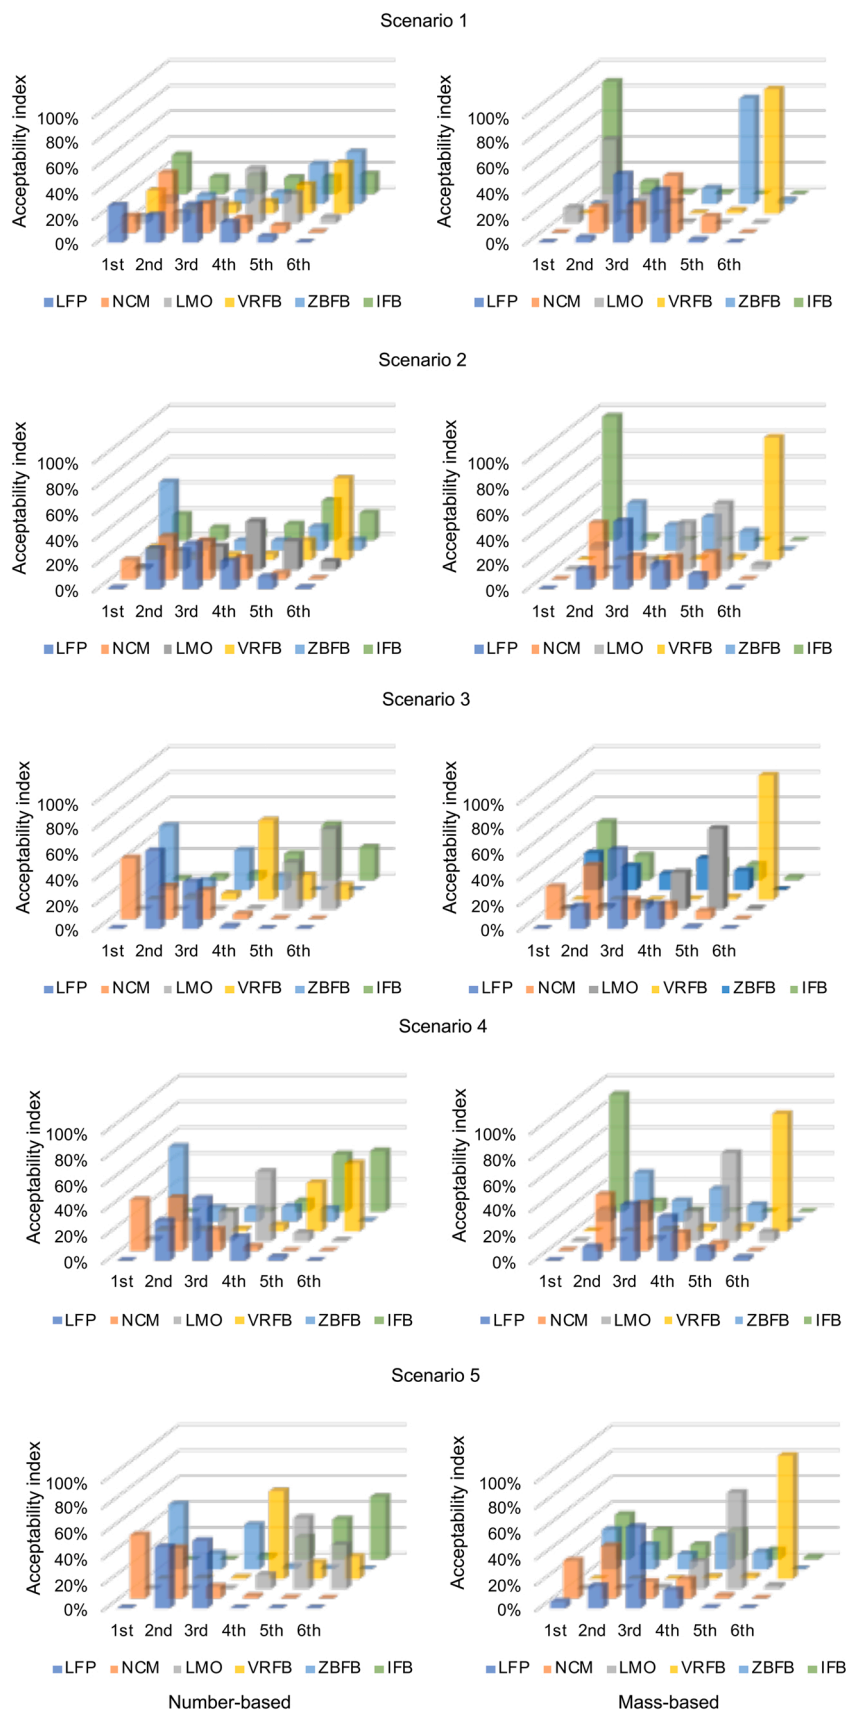 Scenario 1
Acceptability index
100%
80%
60%
40%
20%
0%
1st 2nd 3rd 4th 5th 6th
LFP NCM LMO VRFB ZBFB IFB
Acceptability index
100%
80%
60%
40%
20%
0%
1st 2nd 3rd 4th 5th 6th
LFP NCM LMO VRFB ZBFB IFB
Scenario 2
Acceptability index
100%
80%
60%
40%
20%
0%
1st 2nd 3rd 4th 5th 6th
LFP NCM LMO VRFB ZBFB IFB
Acceptability index
100%
80%
60%
40%
20%
0%
1st 2nd 3rd 4th 5th 6th
LFP NCM LMO VRFB ZBFB IFB
Scenario 3
Acceptability index
100%
80%
60%
40%
20%
0%
1st 2nd 3rd 4th 5th 6th
LFP NCM LMO VRFB ZBFB IFB
Acceptability index
100%
80%
60%
40%
20%
0%
1st 2nd 3rd 4th 5th 6th
LFP NCM LMO VRFB ZBFB IFB
Scenario 4
Acceptability index
100%
80%
60%
40%
20%
0%
1st 2nd 3rd 4th 5th 6th
LFP NCM LMO VRFB ZBFB IFB
Acceptability index
100%
80%
60%
40%
20%
0%
1st 2nd 3rd 4th 5th 6th
LFP NCM LMO VRFB ZBFB IFB
Scenario 5
Acceptability index
100%
80%
60%
40%
20%
0%
1st 2nd 3rd 4th 5th 6th
LFP NCM LMO VRFB ZBFB IFB
Number-based
Acceptability index
100%
80%
60%
40%
20%
0%
1st 2nd 3rd 4th 5th 6th
LFP NCM LMO VRFB ZBFB IFB
Mass-based